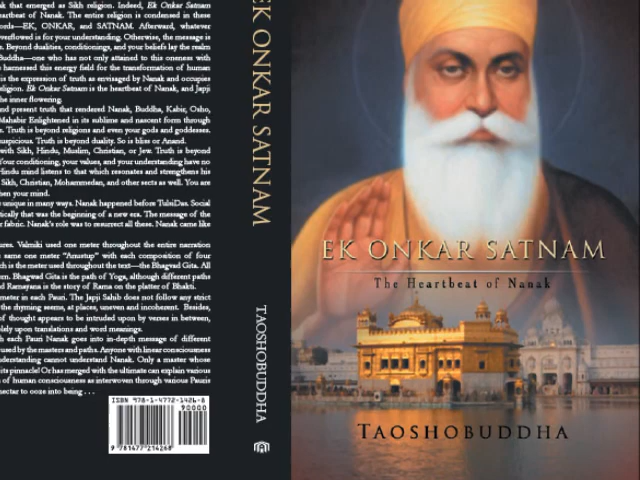 k that emerged as Sikh religion. Indeed, Ek Onkar Satnam
artbeat of Nanak. The entire religion is condensed in these
ords—EK, ONKAR, and SATNAM. Afterward, whatever
verflowed is for your understanding. Otherwise, the message is
s. Beyond dualities, conditionings, and your beliefs lay the realm
Buddha—one who has not only attained to this oneness with
harnessed this energy field for the transformation of human
is the expression of truth as envisaged by Nanak and occupies
eligion. Ek Onkar Satnam is the heartbeat of Nanak, and Japji
he inner flowering.
nd present truth that rendered Nanak, Buddha, Kabir, Osho,
Mahabir Enlightened in its sublime and nascent form through
s. Truth is beyond religions and even your gods and goddesses.
uspicious. Truth is beyond duality. So is bliss or Anand.
with Sikh, Hindu, Muslim, Christian, or Jew. Truth is beyond
four conditioning, your values, and your understanding have no
Hindu mind listens to that which resonates and strengthens his
Sikh, Christian, Mohammedan, and other sects as well. You are
hen your mind.
s unique in many ways. Nanak happened before TulsiDas. Social
tically that was the beginning of a new era. The message of the
r fabric. Nanak's role was to resurrect all these. Nanak came like
ures. Valmiki used one meter throughout the entire narration
same one meter "Anustup" with each composition of four
ch is the meter used throughout the text—the Bhagvad Gita. All
em. Bhagwad Gita is the path of Yoga, although different paths
d Ramayana is the story of Ram on the platter of Bhakti.
meter in each Pauri. The Japji Sahib does not follow any strict
the rhyming seems, at places, uneven and incoherent. Besides,
of thought appears to be intruded upon by verses in between,
lely upon translations and word meanings.
h each Pauri Nanak goes into in-depth message of different
used by the masters and paths. Anyone with linear consciousness
nderstanding cannot understand Nanak. Only a master whose
its pinnacle! Or has merged with the ultimate can explain various
s of human consciousness as interwoven through various Pauris
nectar to ooze into being . . .
ISBN 978-1-4772-1426-8
90000
9 781477 214268
EK ONKAR SATNAM
TAOSHOBUDDHA
EK ONKAR SATNAM
The Heartbeat of Nanak
TAOSHOBUDDHA